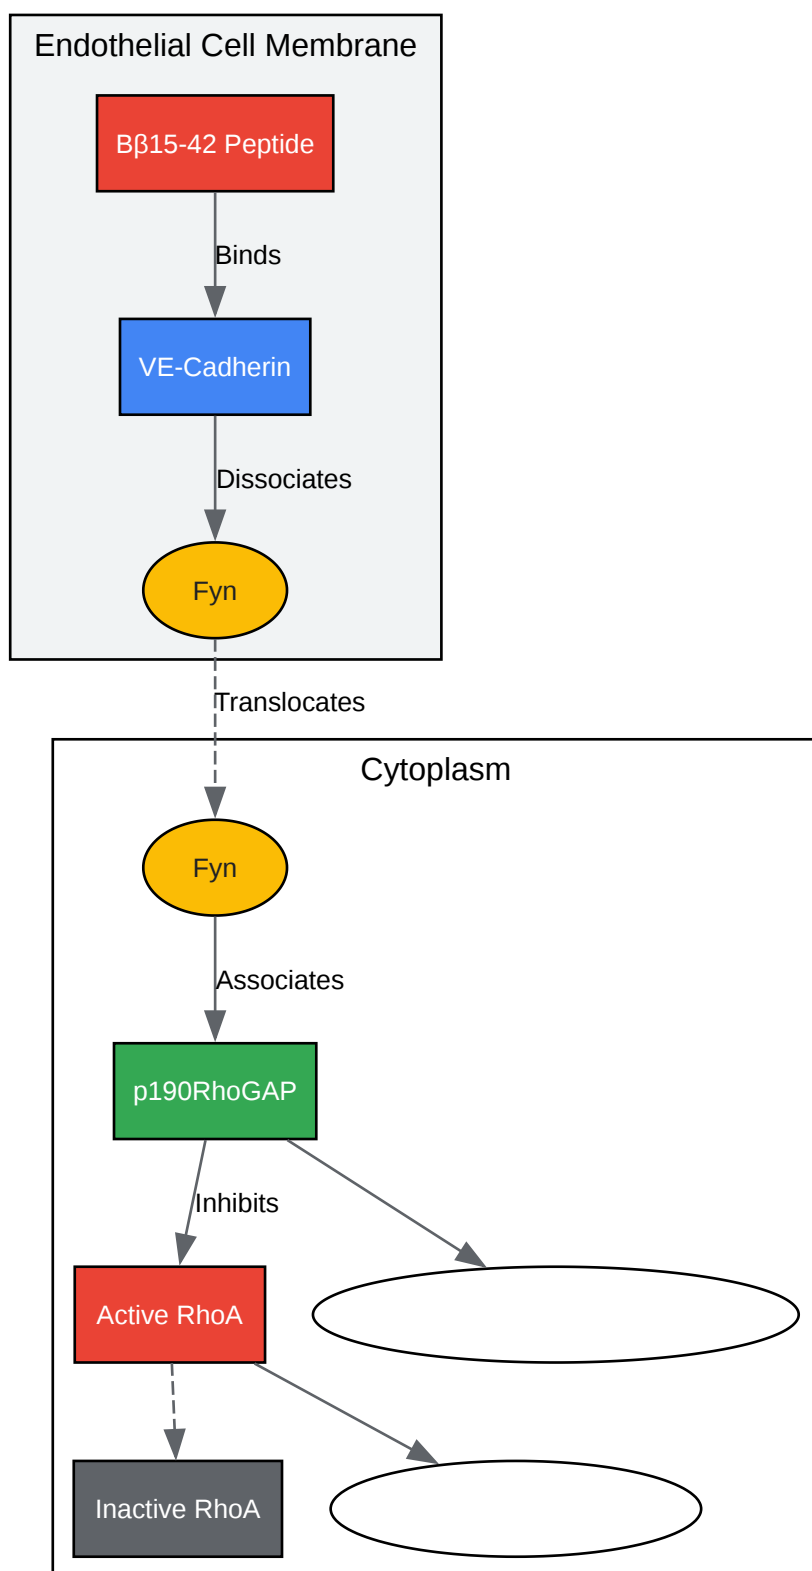 Endothelial Cell Membrane
Bβ15-42 Peptide
Binds
VE-Cadherin
Dissociates
Fyn
Translocates
Cytoplasm
Fyn
Associates
p190RhoGAP
Inhibits
Active RhoA
Inactive RhoA